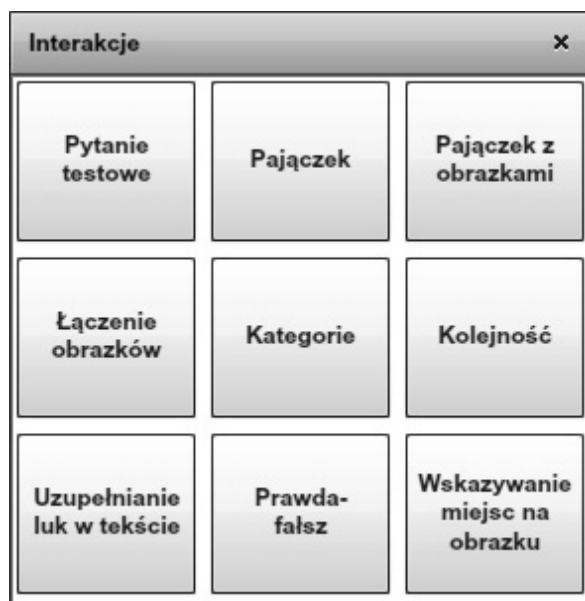 Interakcje ×
Pytanie
testowe
Pajączek
Pajączek z
obrazkami
Łączenie
obrazków
Kategorie
Kolejność
Uzupełnianie
luk w tekście
Prawda-
fałsz
Wskazywanie
miejsc na
obrazku